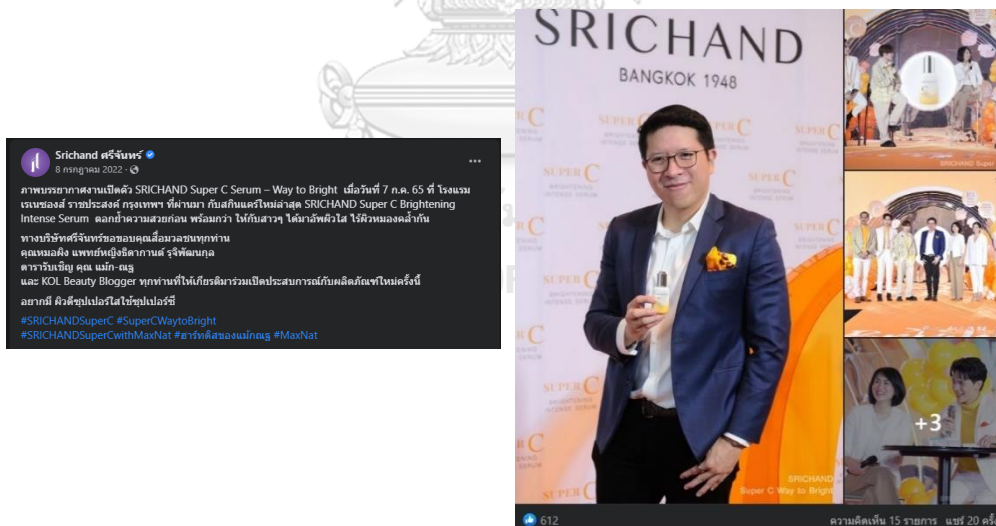 Srichand ศรีจันทร์
8 กรกฎาคม 2022 ·
ภาพบรรยากาศงานเปิดตัว SRICHAND Super C Serum – Way to Bright เมื่อวันที่ 7 ก.ค. 65 ที่ โรงแรม
เรเนซองส์ ราชประสงค์ กรุงเทพฯ ที่ผ่านมา กับสกินแคร์ใหม่ล่าสุด SRICHAND Super C Brightening
Intense Serum ตอกย้ำความสวยก่อน พร้อมกว่า ให้กับสาวๆ ได้มาอัพผิวใส ไร้ผิวหมองคล้ำกัน
ทางบริษัทศรีจันทร์ขอขอบคุณสื่อมวลชนทุกท่าน
คุณหมอผิง แพทย์หญิงธิดากานต์ รุจิพัฒนกุล
ดารารับเชิญ คุณ แม้ก-ณฐ
และ KOL Beauty Blogger ทุกท่านที่ให้เกียรติมาร่วมเปิดประสบการณ์กับผลิตภัณฑ์ใหม่ครั้งนี้
อยากมี ผิวดีซุปเปอร์ใสใช้ซุปเปอร์ซี
#SRICHANDSuperC #SuperCWaytoBright
#SRICHANDSuperCwithMaxNat #ฮาร์ทดิสของแม้กณฐ #MaxNat
SRICHAND
BANGKOK 1948
SUPER C
BRIGHTENING
INTENSE SERUM
SUPER C
BRIGHTENING
INTENSE SERUM
SUPER C
SUPER C
SUPER C
SRICHAND Super
SRICHAND
Super C Way to Bright
+3
612
ความคิดเห็น 15 รายการ แชร์ 20 ครั้ง